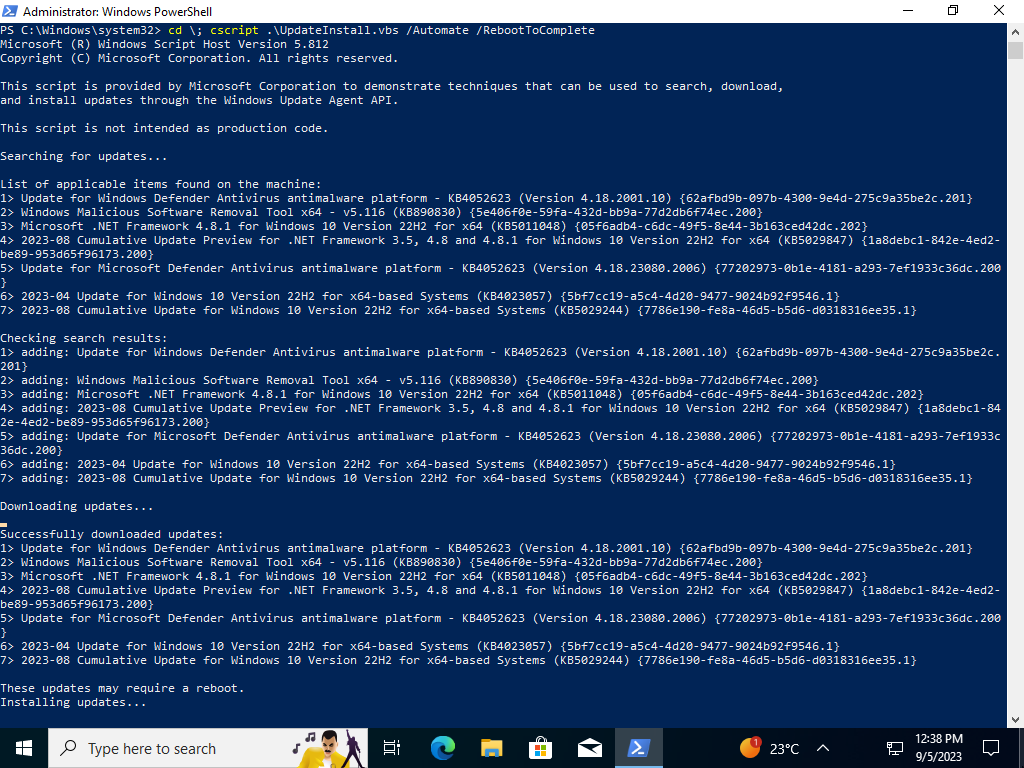 Administrator: Windows PowerShell
PS C:\Windows\system32> cd \; cscript .\UpdateInstall.vbs /Automate /RebootToComplete
Microsoft (R) Windows Script Host Version 5.812
Copyright (C) Microsoft Corporation. All rights reserved.
This script is provided by Microsoft Corporation to demonstrate techniques that can be used to search, download,
and install updates through the Windows Update Agent API.
This script is not intended as production code.
Searching for updates...
List of applicable items found on the machine:
1> Update for Windows Defender Antivirus antimalware platform - KB4052623 (Version 4.18.2001.10) {62afbd9b-097b-4300-9e4d-275c9a35be2c.201}
2> Windows Malicious Software Removal Tool x64 - v5.116 (KB890830) {5e406f0e-59fa-432d-bb9a-77d2db6f74ec.200}
3> Microsoft .NET Framework 4.8.1 for Windows 10 Version 22H2 for x64 (KB5011048) {05f6adb4-c6dc-49f5-8e44-3b163ced42dc.202}
4> 2023-08 Cumulative Update Preview for .NET Framework 3.5, 4.8 and 4.8.1 for Windows 10 Version 22H2 for x64 (KB5029847) {1a8debc1-842e-4ed2-
be89-953d65f96173.200}
5> Update for Microsoft Defender Antivirus antimalware platform - KB4052623 (Version 4.18.23080.2006) {77202973-0b1e-4181-a293-7ef1933c36dc.200
}
6> 2023-04 Update for Windows 10 Version 22H2 for x64-based Systems (KB4023057) {5bf7cc19-a5c4-4d20-9477-9024b92f9546.1}
7> 2023-08 Cumulative Update for Windows 10 Version 22H2 for x64-based Systems (KB5029244) {7786e190-fe8a-46d5-b5d6-d0318316ee35.1}
Checking search results:
1> adding: Update for Windows Defender Antivirus antimalware platform - KB4052623 (Version 4.18.2001.10) {62afbd9b-097b-4300-9e4d-275c9a35be2c.
201}
2> adding: Windows Malicious Software Removal Tool x64 - v5.116 (KB890830) {5e406f0e-59fa-432d-bb9a-77d2db6f74ec.200}
3> adding: Microsoft .NET Framework 4.8.1 for Windows 10 Version 22H2 for x64 (KB5011048) {05f6adb4-c6dc-49f5-8e44-3b163ced42dc.202}
4> adding: 2023-08 Cumulative Update Preview for .NET Framework 3.5, 4.8 and 4.8.1 for Windows 10 Version 22H2 for x64 (KB5029847) {1a8debc1-84
2e-4ed2-be89-953d65f96173.200}
5> adding: Update for Microsoft Defender Antivirus antimalware platform - KB4052623 (Version 4.18.23080.2006) {77202973-0b1e-4181-a293-7ef1933c
36dc.200}
6> adding: 2023-04 Update for Windows 10 Version 22H2 for x64-based Systems (KB4023057) {5bf7cc19-a5c4-4d20-9477-9024b92f9546.1}
7> adding: 2023-08 Cumulative Update for Windows 10 Version 22H2 for x64-based Systems (KB5029244) {7786e190-fe8a-46d5-b5d6-d0318316ee35.1}
Downloading updates...
Successfully downloaded updates:
1> Update for Windows Defender Antivirus antimalware platform - KB4052623 (Version 4.18.2001.10) {62afbd9b-097b-4300-9e4d-275c9a35be2c.201}
2> Windows Malicious Software Removal Tool x64 - v5.116 (KB890830) {5e406f0e-59fa-432d-bb9a-77d2db6f74ec.200}
3> Microsoft .NET Framework 4.8.1 for Windows 10 Version 22H2 for x64 (KB5011048) {05f6adb4-c6dc-49f5-8e44-3b163ced42dc.202}
4> 2023-08 Cumulative Update Preview for .NET Framework 3.5, 4.8 and 4.8.1 for Windows 10 Version 22H2 for x64 (KB5029847) {1a8debc1-842e-4ed2-
be89-953d65f96173.200}
5> Update for Microsoft Defender Antivirus antimalware platform - KB4052623 (Version 4.18.23080.2006) {77202973-0b1e-4181-a293-7ef1933c36dc.200
}
6> 2023-04 Update for Windows 10 Version 22H2 for x64-based Systems (KB4023057) {5bf7cc19-a5c4-4d20-9477-9024b92f9546.1}
7> 2023-08 Cumulative Update for Windows 10 Version 22H2 for x64-based Systems (KB5029244) {7786e190-fe8a-46d5-b5d6-d0318316ee35.1}
These updates may require a reboot.
Installing updates...
Type here to search
1
23°C
12:38 PM
9/5/2023